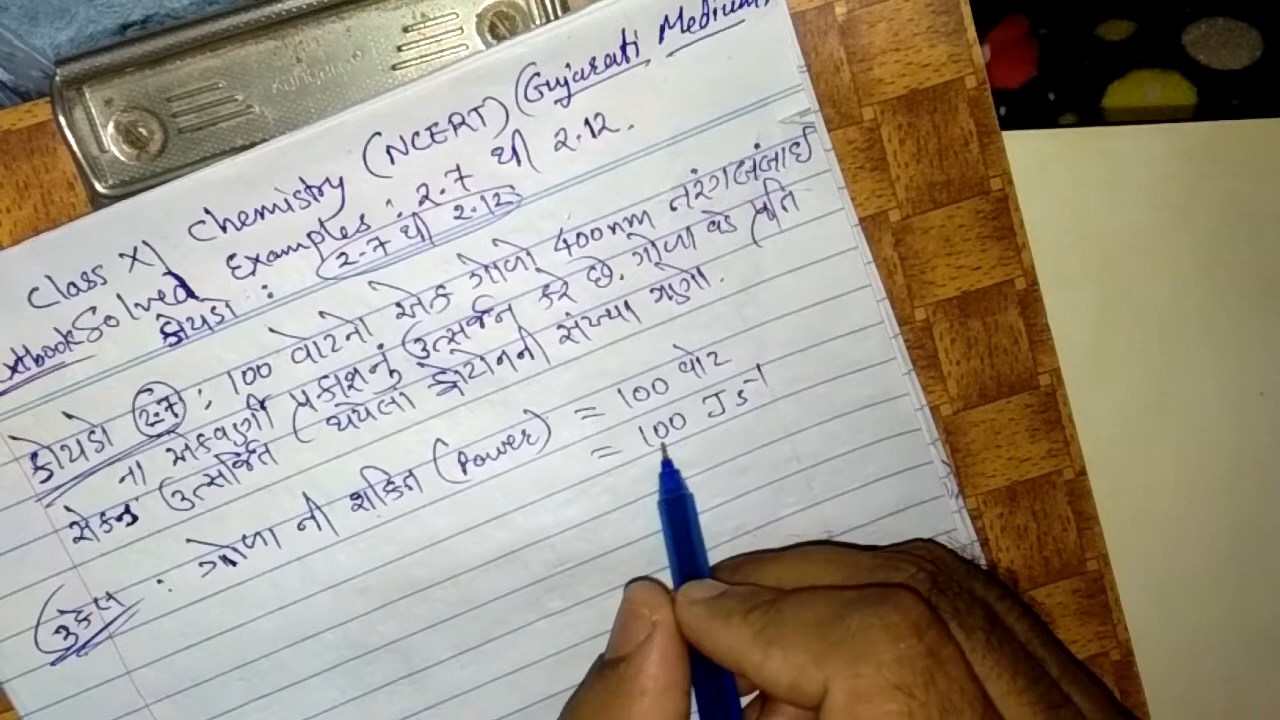 Class XI Chemistry (NCERT) (Gujarati Medium)
xtbook Solved Examples : 2.7 થી 2.12.
કોયડો : 2.7 થી 2.12
કોયડો 2.7 : 100 વોટનો એક ગોળો 400nm તરંગલંબાઈ
ના એકવર્ણી પ્રકાશનું ઉત્સર્જન કરે છે. ગોળા વડે પ્રતિ
સેકન્ડ ઉત્સર્જિત થયેલા ફોટોનની સંખ્યા ગણો.
ઉકેલ : ગોળા ની શક્તિ (Power) = 100 વોટ
= 100 Js⁻¹